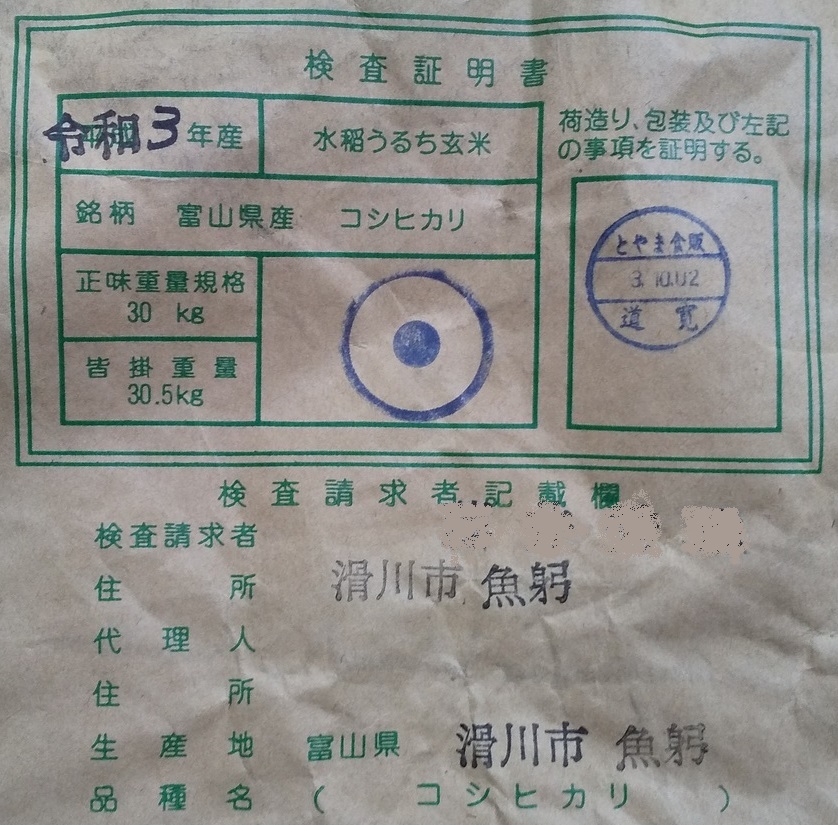 検査証明書
令和3年産
水稲うるち玄米
銘柄 富山県産 コシヒカリ
正味重量規格
30 kg
皆掛重量
30.5kg
荷造り、包装及び左記
の事項を証明する。
とやま食販
3.10.02
道 寛
検査請求者記載欄
検査請求者
住所 滑川市 魚躬
代理人
住所
生産地 富山県 滑川市 魚躬
品種名 ( コシヒカリ )